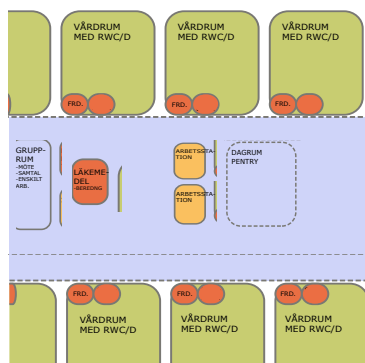 VÅRDRUM
MED RWC/D
VÅRDRUM
MED RWC/D
VÅRDRUM
MED RWC/D
FRD.
FRD.
FRD.
GRUPP-
RUM
-MÖTE
-SAMTAL
-ENSKILT
ARB.
LÄKEME-
DEL
-BEREDNG
ARBETSSTA-
TION
ARBETSSTA-
TION
DAGRUM
PENTRY
FRD.
FRD.
FRD.
VÅRDRUM
MED RWC/D
VÅRDRUM
MED RWC/D
VÅRDRUM
MED RWC/D